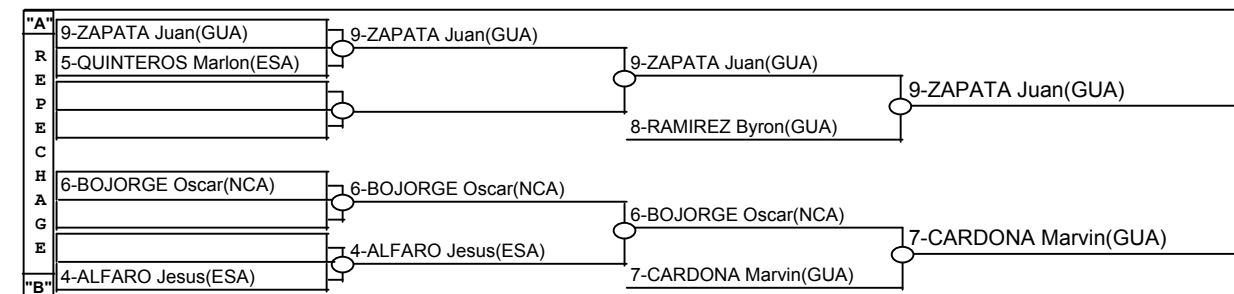 "A"
REPECHAGE
"B"
9-ZAPATA Juan(GUA)
5-QUINTEROS Marlon(ESA)
6-BOJORGE Oscar(NCA)
4-ALFARO Jesus(ESA)
9-ZAPATA Juan(GUA)
6-BOJORGE Oscar(NCA)
4-ALFARO Jesus(ESA)
9-ZAPATA Juan(GUA)
8-RAMIREZ Byron(GUA)
6-BOJORGE Oscar(NCA)
7-CARDONA Marvin(GUA)
9-ZAPATA Juan(GUA)
7-CARDONA Marvin(GUA)